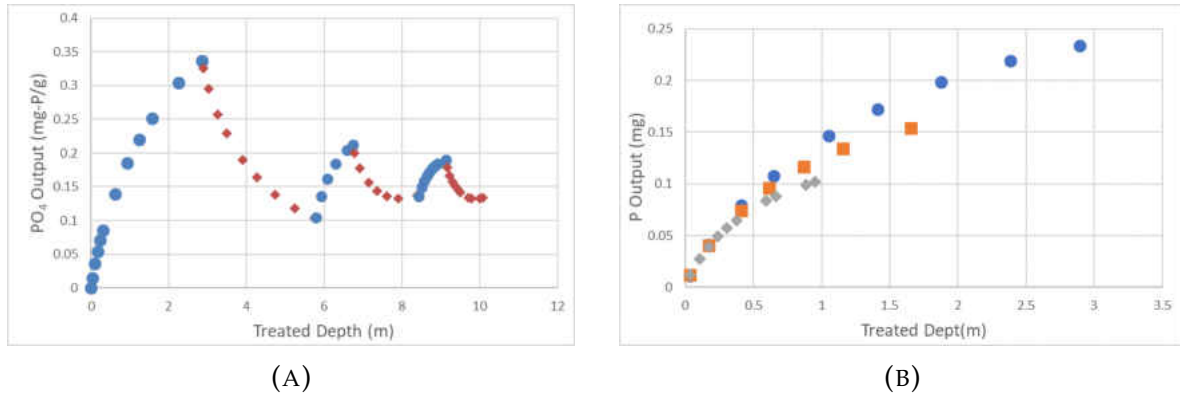 0.4
0.35
0.3
0.25
0.2
0.15
0.1
0.05
0
PO₄ Output (mg-P/g)
0 2 4 6 8 10 12
Treated Depth (m)
(A)
0.25
0.2
0.15
0.1
0.05
0
P Output (mg)
0 0.5 1 1.5 2 2.5 3 3.5
Treated Dept(m)
(B)